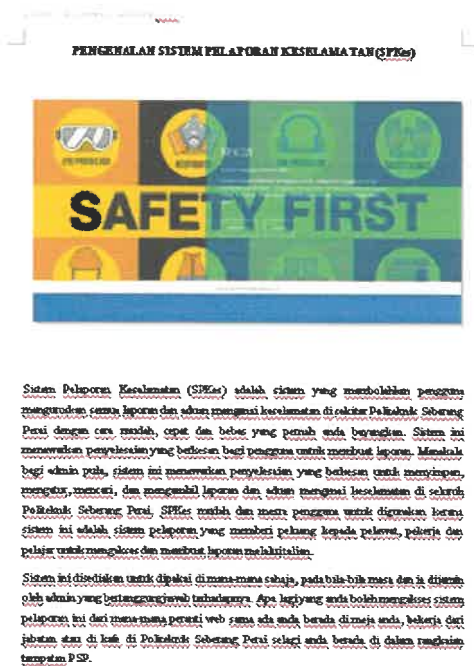 PENGENALAN SISTEM PELAPORAN KESELAMATAN (SPKes)
SAFETY FIRST
Sistem Pelaporan Keselamatan (SPKes) adalah sistem yang membolehkan pengguna
menguruskan semua laporan dan aduan mengenai keselamatan di sekitar Politeknik Seberang
Perai dengan cara mudah, cepat dan bebas yang pernah anda bayangkan. Sistem ini
menawarkan penyelesaian yang berkesan bagi pengguna untuk membuat laporan. Manakala
bagi admin pula, sistem ini menawarkan penyelesaian yang berkesan untuk menyimpan,
mengatur, mencari, dan mengambil laporan dan aduan mengenai keselamatan di seluruh
Politeknik Seberang Perai. SPKes mudah dan mesra pengguna untuk digunakan kerana
sistem ini adalah sistem pelaporan yang memberi peluang kepada pelawat, pekerja dan
pelajar untuk mengakses dan membuat laporan melalui talian.
Sistem ini disediakan untuk dipakai di mana-mana sahaja, pada bila-bila masa dan ia dijamin
oleh admin yang bertanggungjawab terhadapnya. Apa lagi yang anda boleh mengakses sistem
pelaporan ini dari mana-mana peranti web sama ada anda berada di meja anda, bekerja dari
jabatan atau di kafe di Politeknik Seberang Perai selagi anda berada di dalam rangkaian
tempatan PSP.